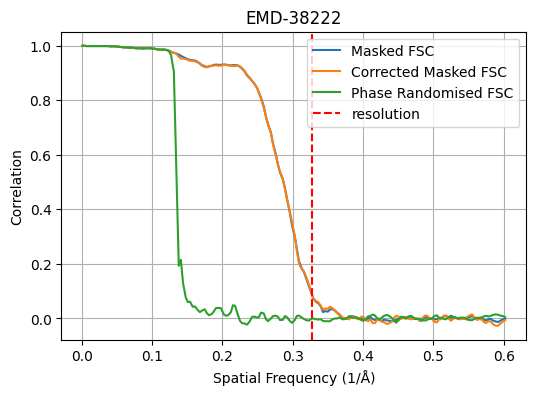 EMD-38222
Masked FSC
Corrected Masked FSC
Phase Randomised FSC
resolution
Correlation
1.0
0.8
0.6
0.4
0.2
0.0
0.0 0.1 0.2 0.3 0.4 0.5 0.6
Spatial Frequency (1/Å)